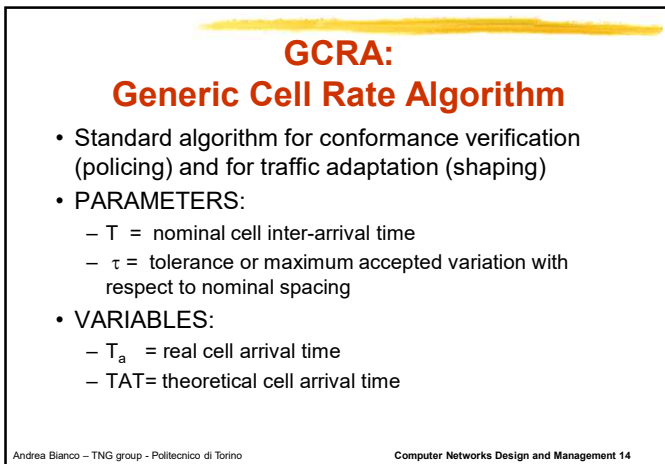 GCRA:
Generic Cell Rate Algorithm
• Standard algorithm for conformance verification
(policing) and for traffic adaptation (shaping)
• PARAMETERS:
– T = nominal cell inter-arrival time
– τ = tolerance or maximum accepted variation with
respect to nominal spacing
• VARIABLES:
– Ta = real cell arrival time
– TAT= theoretical cell arrival time
Andrea Bianco – TNG group - Politecnico di Torino
Computer Networks Design and Management 14